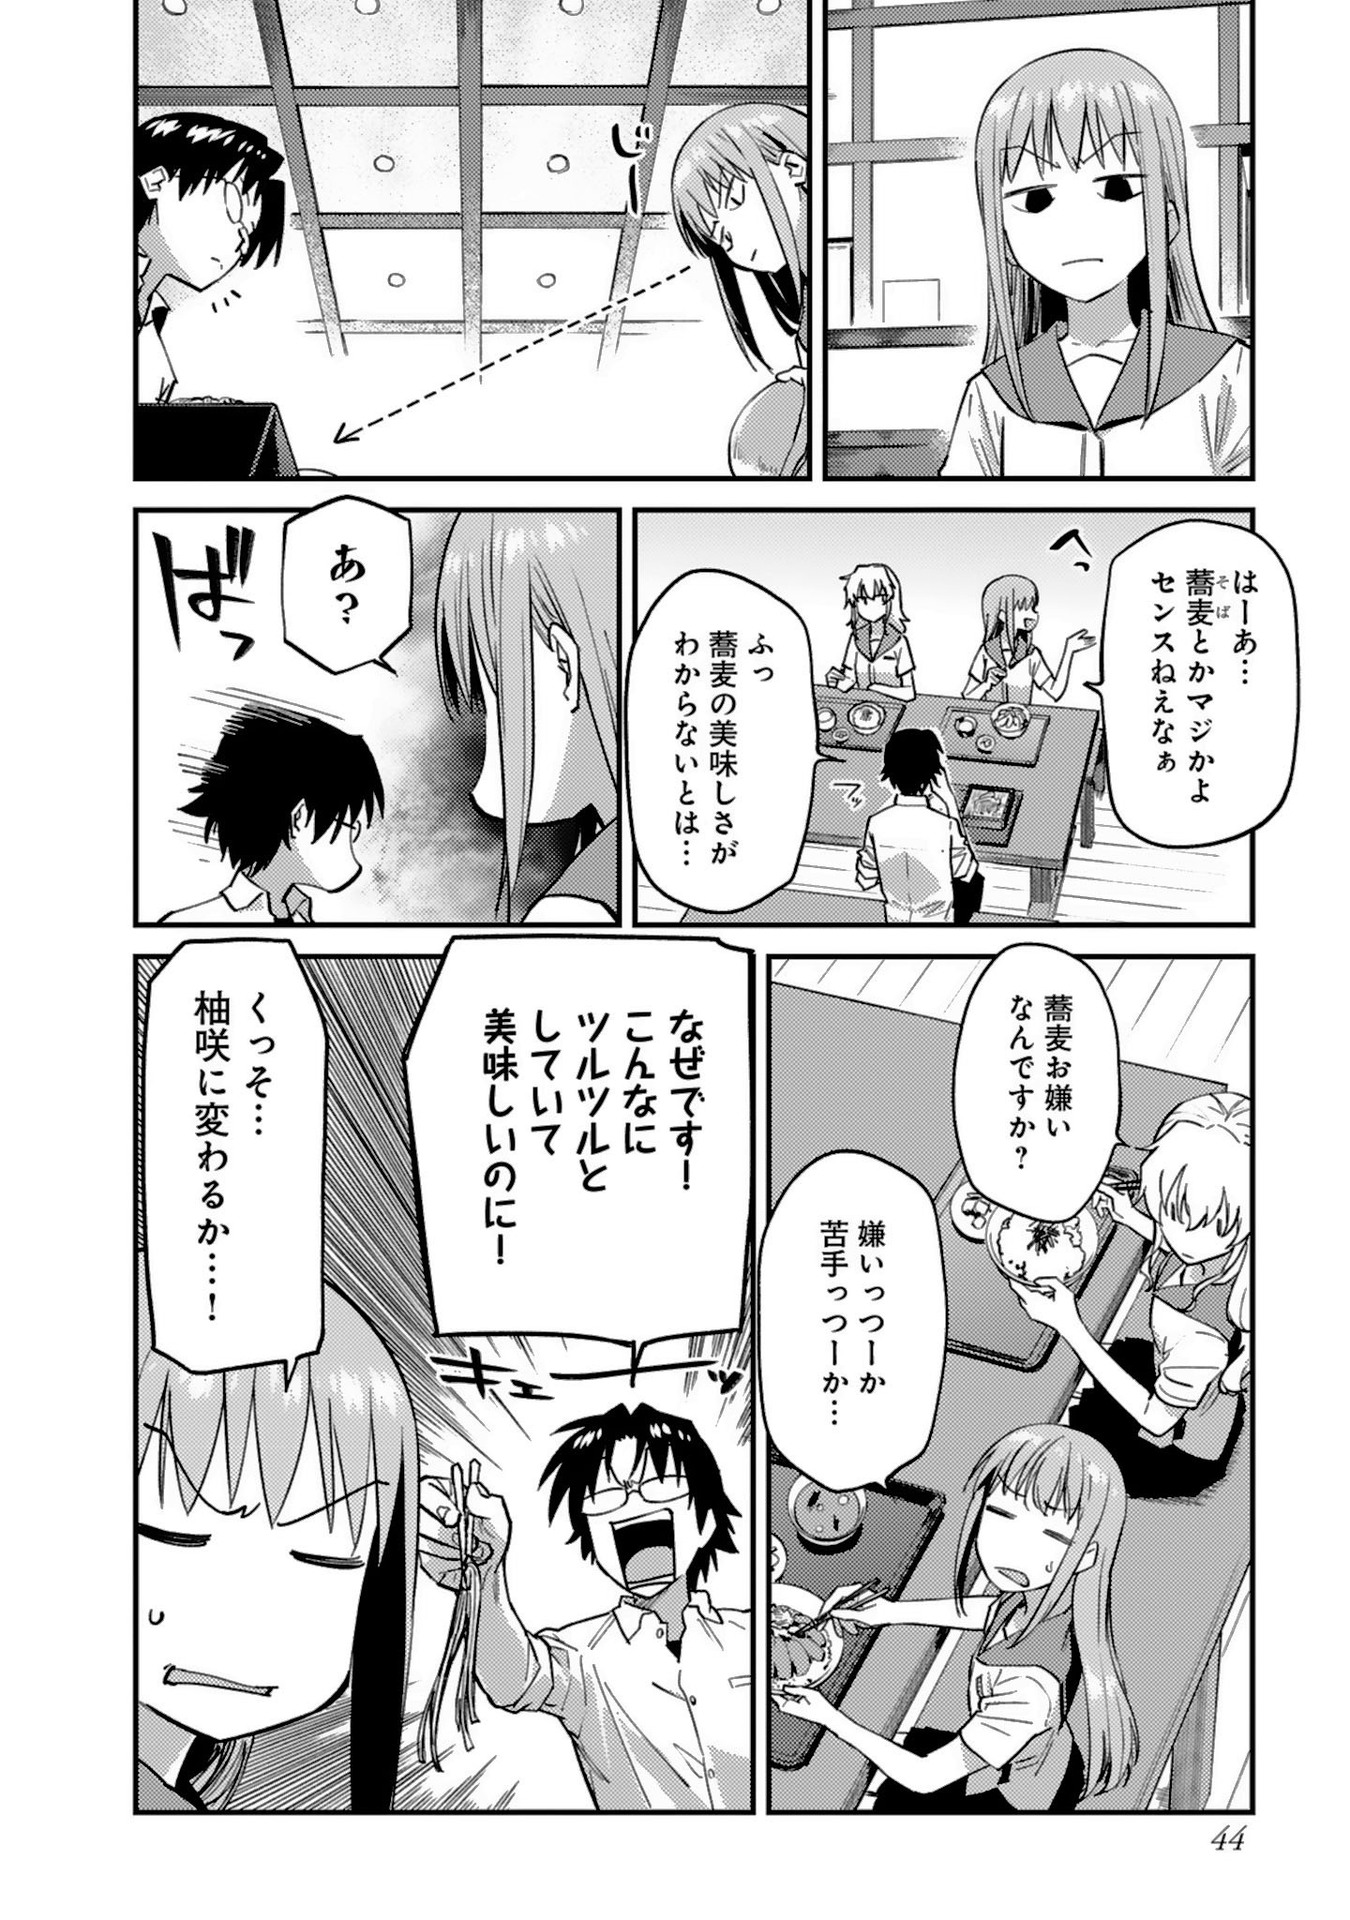 じー
はーあ…
蕎麦とかマジかよ
そば
センスねえなぁ
へっ
ふっ
蕎麦の美味しさが
わからないとは…
フッ
あ？
ばっ
蕎麦お嫌い
なんですか？
嫌いっつーか
苦手っつーか…
なぜです！
こんなに
ツルツルと
していて
美味しいのに！
キェーーッ
くっそ…
柚咲に変わるか…！
44